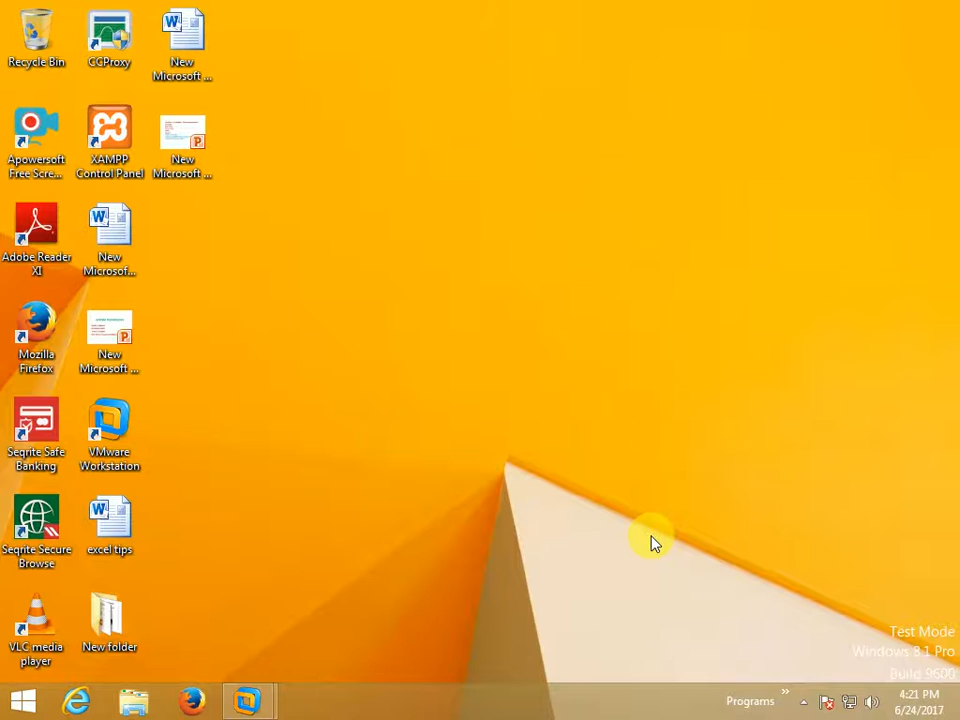 Recycle Bin
CCProxy
New
Microsoft ...
Apowersoft
Free Scre...
XAMPP
Control Panel
New
Microsoft ...
Adobe Reader
XI
New
Microsof...
Mozilla
Firefox
New
Microsoft ...
Seqrite Safe
Banking
VMware
Workstation
Seqrite Secure
Browse
excel tips
VLC media
player
New folder
Test Mode
Windows 8.1 Pro
Build 9600
Programs
4:21 PM
6/24/2017